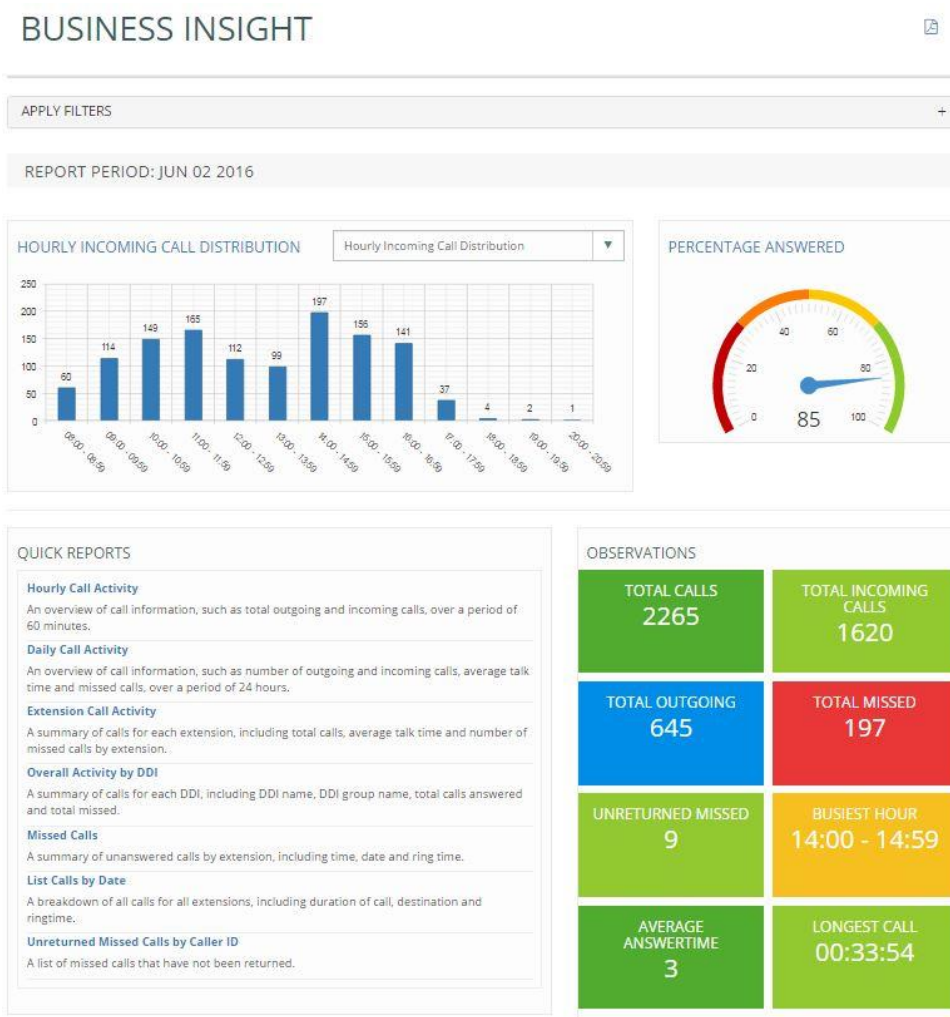 BUSINESS INSIGHT
APPLY FILTERS +
REPORT PERIOD: JUN 02 2016
HOURLY INCOMING CALL DISTRIBUTION
Hourly Incoming Call Distribution ▼
250
200
150
100
50
0
60
114
149
165
112
99
197
156
141
37
4
2
1
08:00 - 08:59
09:00 - 09:59
10:00 - 10:59
11:00 - 11:59
12:00 - 12:59
13:00 - 13:59
14:00 - 14:59
15:00 - 15:59
16:00 - 16:59
17:00 - 17:59
18:00 - 18:59
19:00 - 19:59
20:00 - 20:59
PERCENTAGE ANSWERED
0
20
40
60
80
100
85
QUICK REPORTS
Hourly Call Activity
An overview of call information, such as total outgoing and incoming calls, over a period of
60 minutes.
Daily Call Activity
An overview of call information, such as number of outgoing and incoming calls, average talk
time and missed calls, over a period of 24 hours.
Extension Call Activity
A summary of calls for each extension, including total calls, average talk time and number of
missed calls by extension.
Overall Activity by DDI
A summary of calls for each DDI, including DDI name, DDI group name, total calls answered
and total missed.
Missed Calls
A summary of unanswered calls by extension, including time, date and ring time.
List Calls by Date
A breakdown of all calls for all extensions, including duration of call, destination and
ringtime.
Unreturned Missed Calls by Caller ID
A list of missed calls that have not been returned.
OBSERVATIONS
TOTAL CALLS
2265
TOTAL INCOMING
CALLS
1620
TOTAL OUTGOING
645
TOTAL MISSED
197
UNRETURNED MISSED
9
BUSIEST HOUR
14:00 - 14:59
AVERAGE
ANSWERTIME
3
LONGEST CALL
00:33:54